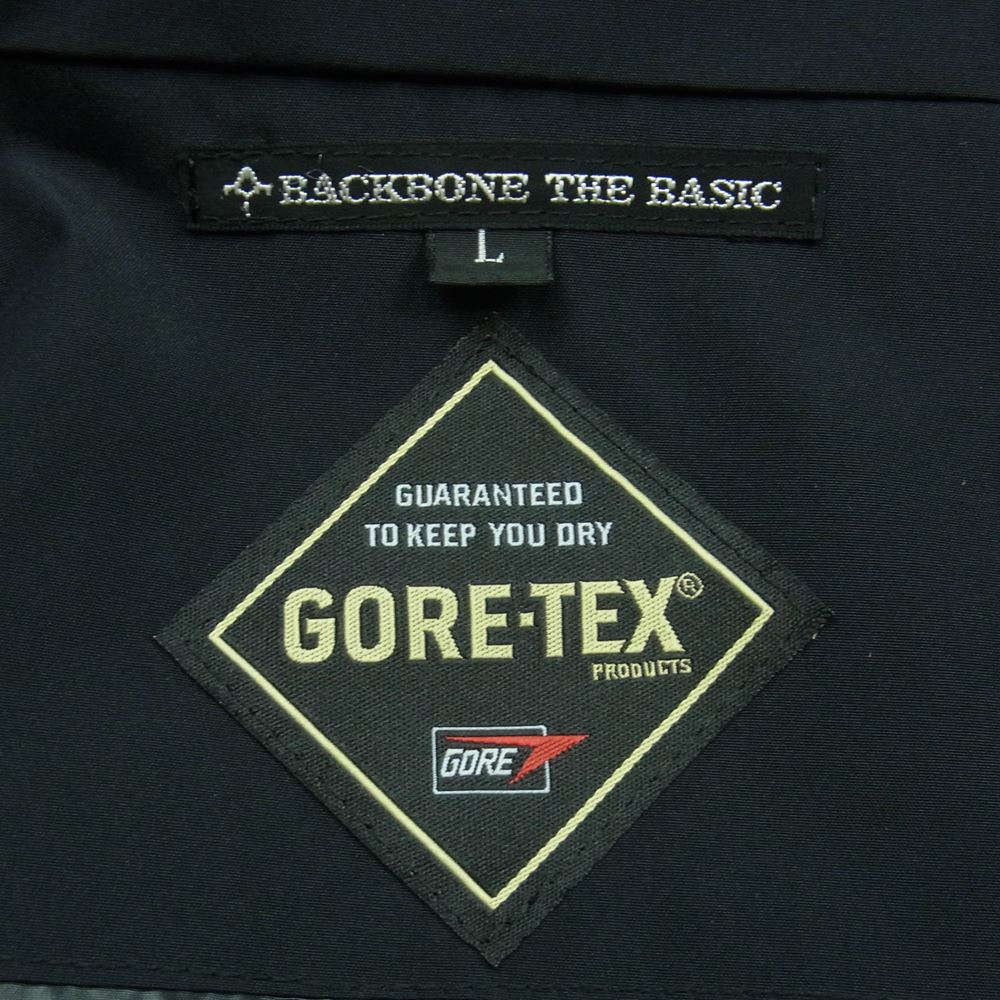 BACKBONE THE BASIC
L
GUARANTEED
TO KEEP YOU DRY
GORE-TEX®
PRODUCTS
GORE